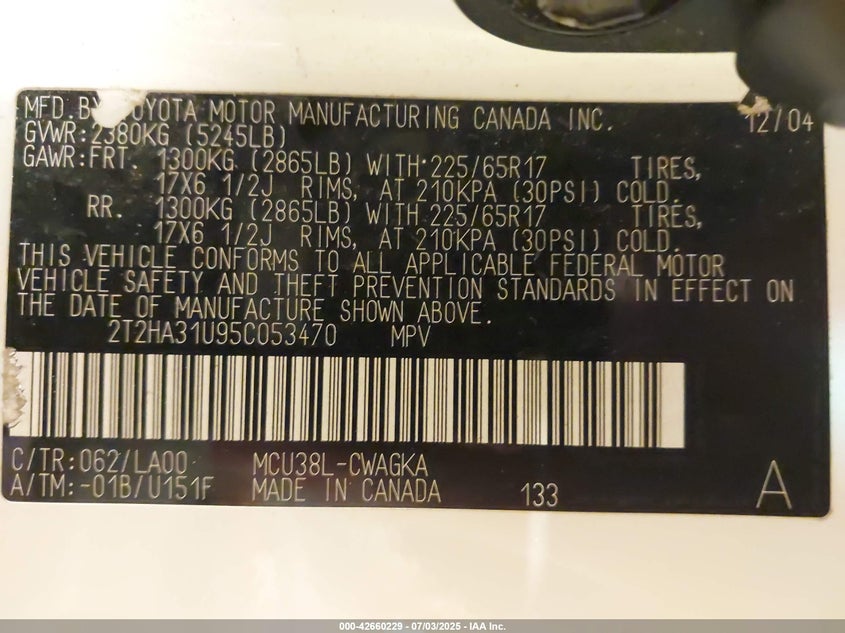 MFD. BY TOYOTA MOTOR MANUFACTURING CANADA INC. 12/04
GVWR: 2380KG (5245LB)
GAWR: FRT. 1300KG (2865LB) WITH 225/65R17 TIRES,
17X6 1/2J RIMS, AT 210KPA (30PSI) COLD.
RR. 1300KG (2865LB) WITH 225/65R17 TIRES,
17X6 1/2J RIMS, AT 210KPA (30PSI) COLD.
THIS VEHICLE CONFORMS TO ALL APPLICABLE FEDERAL MOTOR
VEHICLE SAFETY AND THEFT PREVENTION STANDARDS IN EFFECT ON
THE DATE OF MANUFACTURE SHOWN ABOVE.
2T2HA31U95C053470 MPV
C/TR: 062/LA00 MCU38L-CWAGKA
A/TM: -01B/U151F MADE IN CANADA 133 A
000-42660229 - 07/03/2025 - IAA Inc.